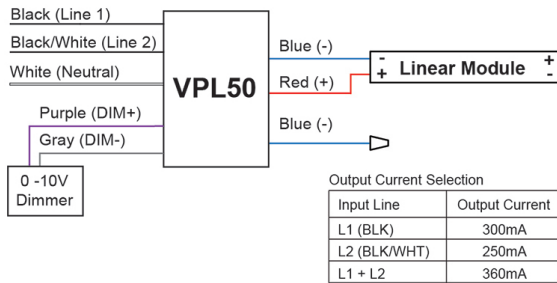 Black (Line 1)
Black/White (Line 2)
White (Neutral)
Purple (DIM+)
Gray (DIM-)
0 -10V
Dimmer
VPL50
Blue (-)
Red (+)
Blue (-)
- +
Linear Module
+ -
Output Current Selection
Input Line Output Current
L1 (BLK) 300mA
L2 (BLK/WHT) 250mA
L1 + L2 360mA